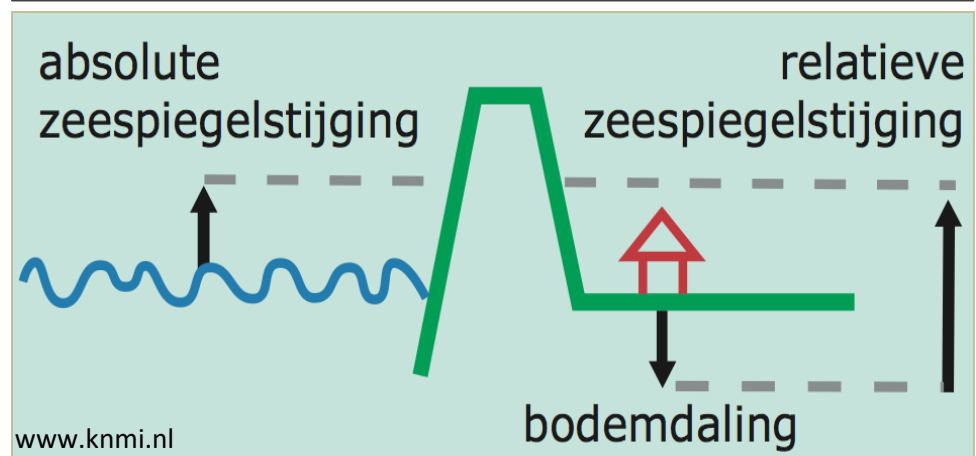 absolute
zeespiegelstijging
relatieve
zeespiegelstijging
bodemdaling
www.knmi.nl